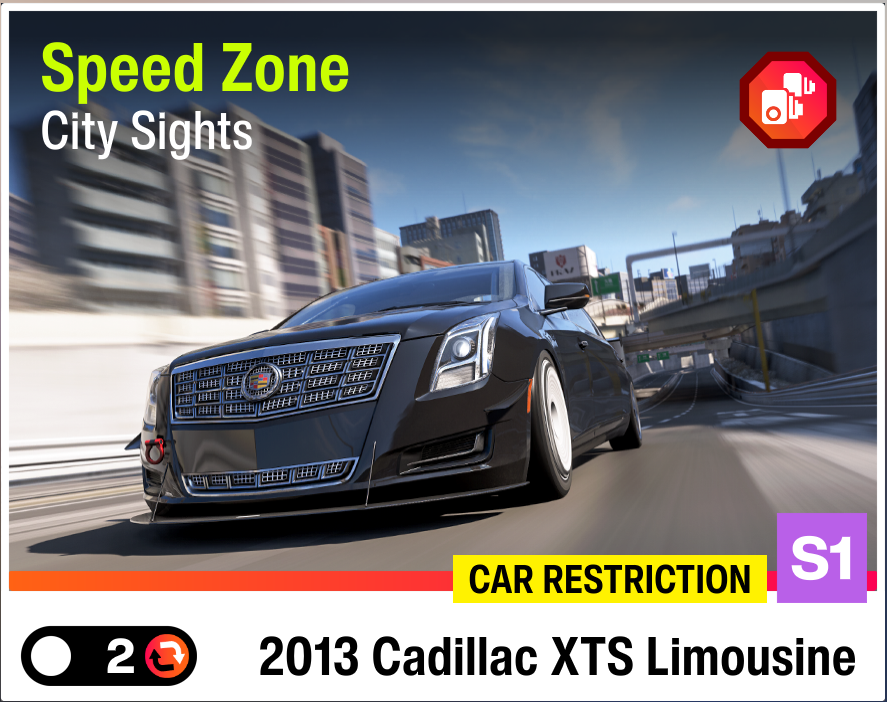 Speed Zone
City Sights
CAR RESTRICTION
S1
2
2013 Cadillac XTS Limousine